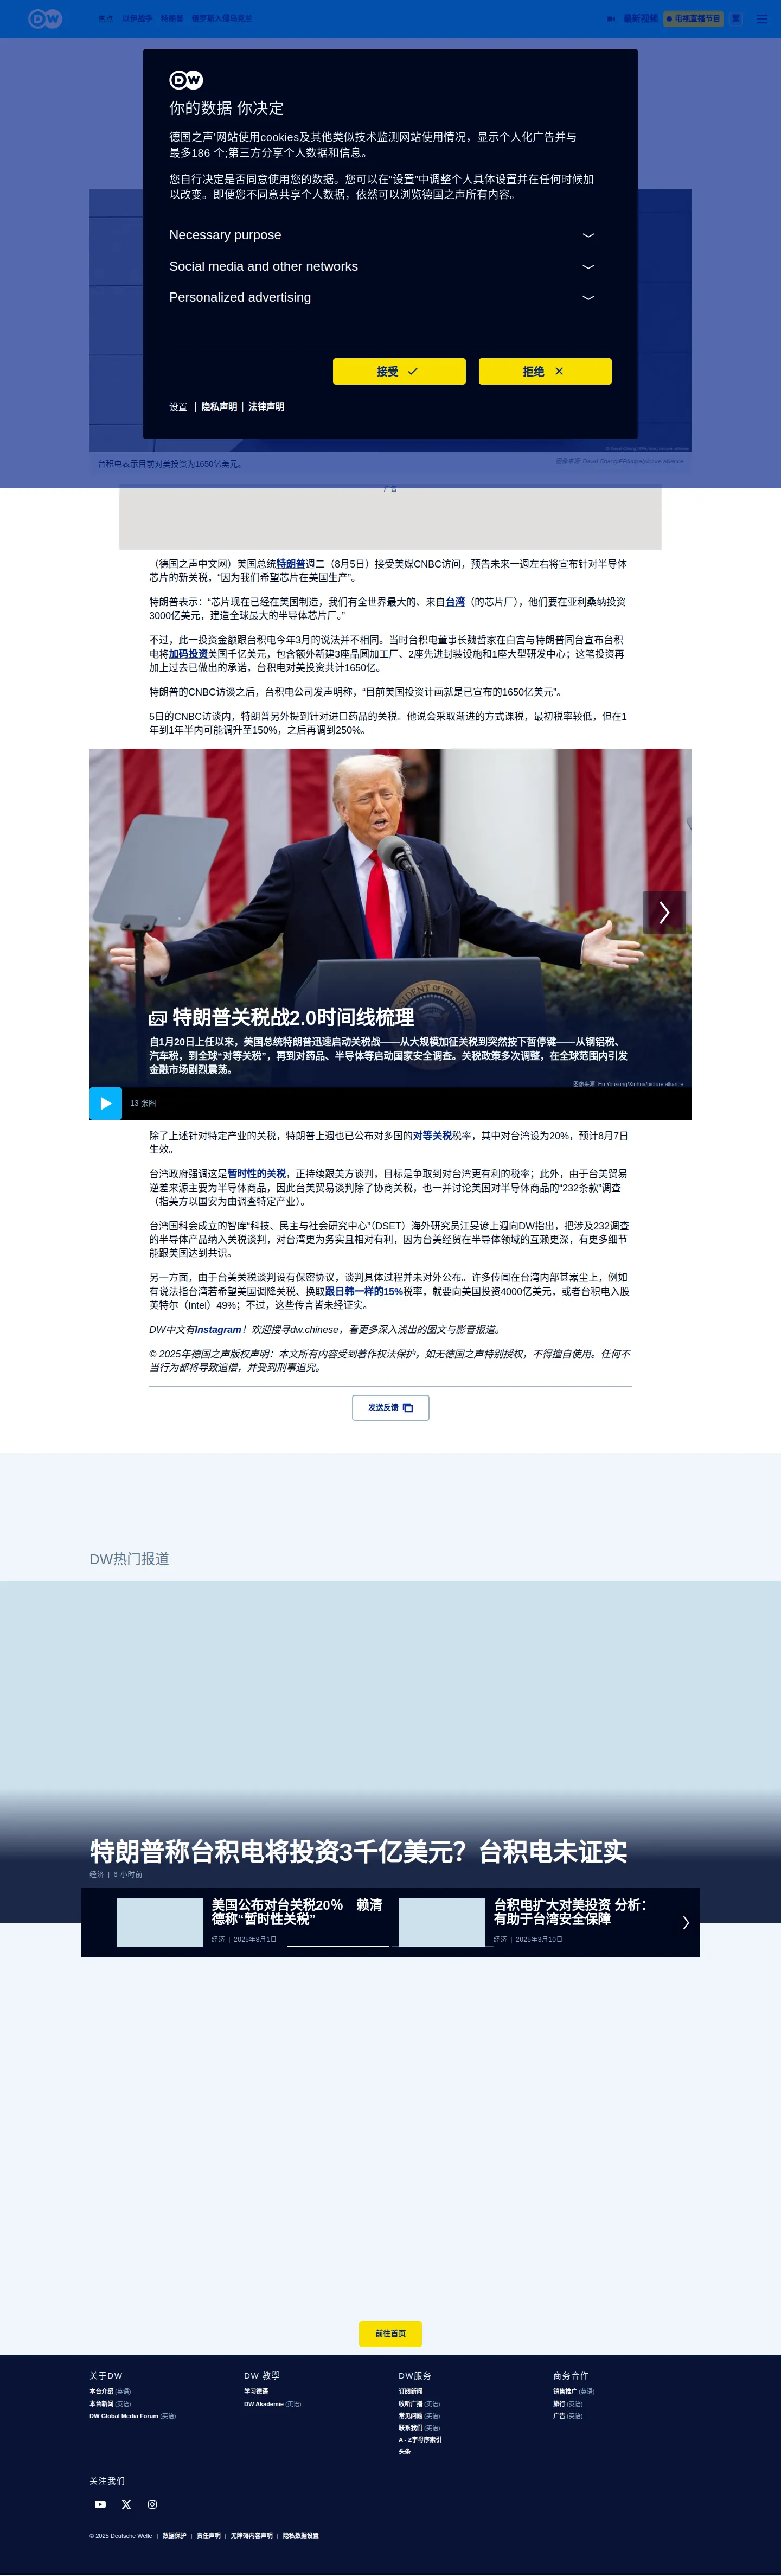 DW
焦点 以伊战争 特朗普 俄罗斯入侵乌克兰
最新视频 电视直播节目 繁
DW
你的数据 你决定
德国之声'网站使用cookies及其他类似技术监测网站使用情况，显示个人化广告并与
最多186 个;第三方分享个人数据和信息。
您自行决定是否同意使用您的数据。您可以在“设置”中调整个人具体设置并在任何时候加
以改变。即便您不同意共享个人数据，依然可以浏览德国之声所有内容。
Necessary purpose
Social media and other networks
Personalized advertising
接受 拒绝
设置 | 隐私声明 | 法律声明
台积电表示目前对美投资为1650亿美元。
图像来源: David Chang/EPA/dpa/picture alliance
广告
（德国之声中文网）美国总统特朗普週二（8月5日）接受美媒CNBC访问，预告未来一週左右将宣布针对半导体
芯片的新关税，“因为我们希望芯片在美国生产”。
特朗普表示：“芯片现在已经在美国制造，我们有全世界最大的、来自台湾（的芯片厂），他们要在亚利桑纳投资
3000亿美元，建造全球最大的半导体芯片厂。”
不过，此一投资金额跟台积电今年3月的说法并不相同。当时台积电董事长魏哲家在白宫与特朗普同台宣布台积
电将加码投资美国千亿美元，包含额外新建3座晶圆加工厂、2座先进封装设施和1座大型研发中心；这笔投资再
加上过去已做出的承诺，台积电对美投资共计1650亿。
特朗普的CNBC访谈之后，台积电公司发声明称，“目前美国投资计画就是已宣布的1650亿美元”。
5日的CNBC访谈内，特朗普另外提到针对进口药品的关税。他说会采取渐进的方式课税，最初税率较低，但在1
年到1年半内可能调升至150%，之后再调到250%。
特朗普关税战2.0时间线梳理
自1月20日上任以来，美国总统特朗普迅速启动关税战——从大规模加征关税到突然按下暂停键——从钢铝税、
汽车税，到全球“对等关税”，再到对药品、半导体等启动国家安全调查。关税政策多次调整，在全球范围内引发
金融市场剧烈震荡。
图像来源: Hu Yousong/Xinhua/picture alliance
13 张图
除了上述针对特定产业的关税，特朗普上週也已公布对多国的对等关税税率，其中对台湾设为20%，预计8月7日
生效。
台湾政府强调这是暂时性的关税，正持续跟美方谈判，目标是争取到对台湾更有利的税率；此外，由于台美贸易
逆差来源主要为半导体商品，因此台美贸易谈判除了协商关税，也一并讨论美国对半导体商品的“232条款”调查
（指美方以国安为由调查特定产业）。
台湾国科会成立的智库“科技、民主与社会研究中心”（DSET）海外研究员江旻谚上週向DW指出，把涉及232调查
的半导体产品纳入关税谈判，对台湾更为务实且相对有利，因为台美经贸在半导体领域的互赖更深，有更多细节
能跟美国达到共识。
另一方面，由于台美关税谈判设有保密协议，谈判具体过程并未对外公布。许多传闻在台湾内部甚嚣尘上，例如
有说法指台湾若希望美国调降关税、换取跟日韩一样的15%税率，就要向美国投资4000亿美元，或者台积电入股
英特尔（Intel）49%；不过，这些传言皆未经证实。
DW中文有Instagram！欢迎搜寻dw.chinese，看更多深入浅出的图文与影音报道。
© 2025年德国之声版权声明：本文所有内容受到著作权法保护，如无德国之声特别授权，不得擅自使用。任何不
当行为都将导致追偿，并受到刑事追究。
发送反馈
DW热门报道
特朗普称台积电将投资3千亿美元？台积电未证实
经济 | 6 小时前
美国公布对台关税20％　赖清
德称“暂时性关税”
经济 | 2025年8月1日
台积电扩大对美投资 分析：
有助于台湾安全保障
经济 | 2025年3月10日
前往首页
关于DW
本台介绍 (英语)
本台新闻 (英语)
DW Global Media Forum (英语)
DW 教學
学习德语
DW Akademie (英语)
DW服务
订阅新闻
收听广播 (英语)
常见问题 (英语)
联系我们 (英语)
A - Z字母序索引
头条
商务合作
销售推广 (英语)
旅行 (英语)
广告 (英语)
关注我们
© 2025 Deutsche Welle | 数据保护 | 责任声明 | 无障碍内容声明 | 隐私数据设置